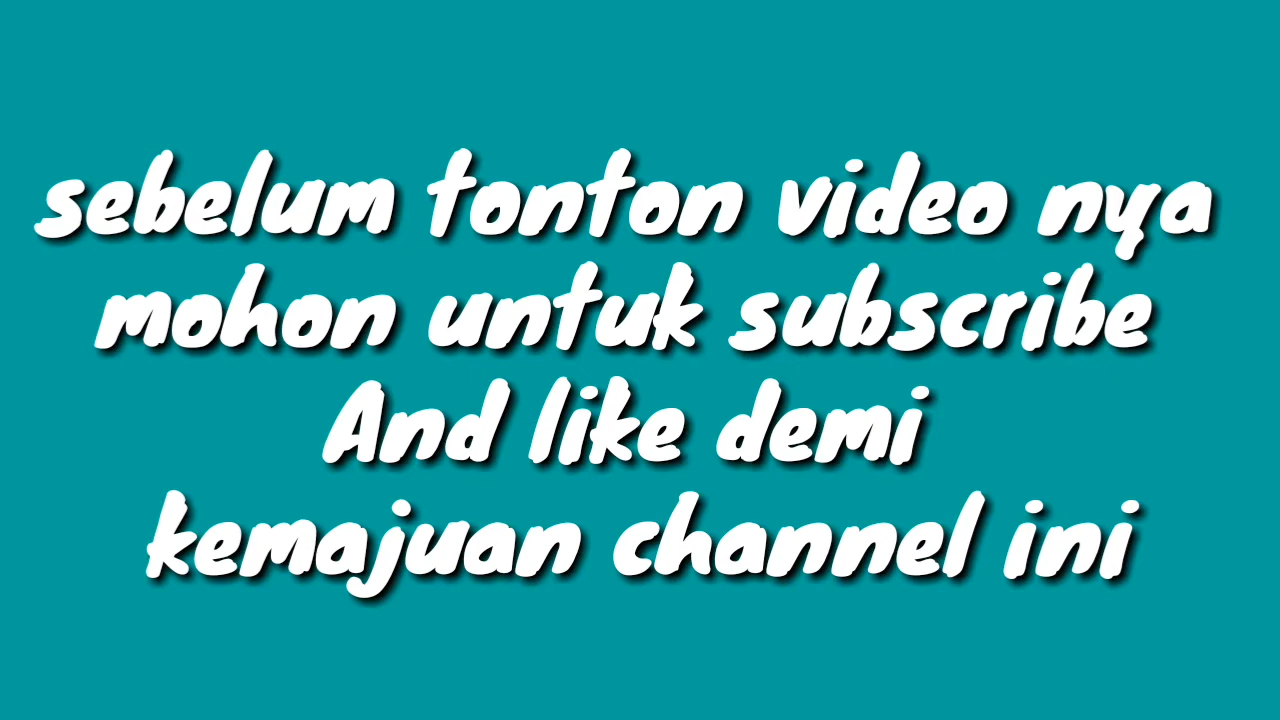 sebelum tonton video nya
mohon untuk subscribe
And like demi
kemajuan channel ini